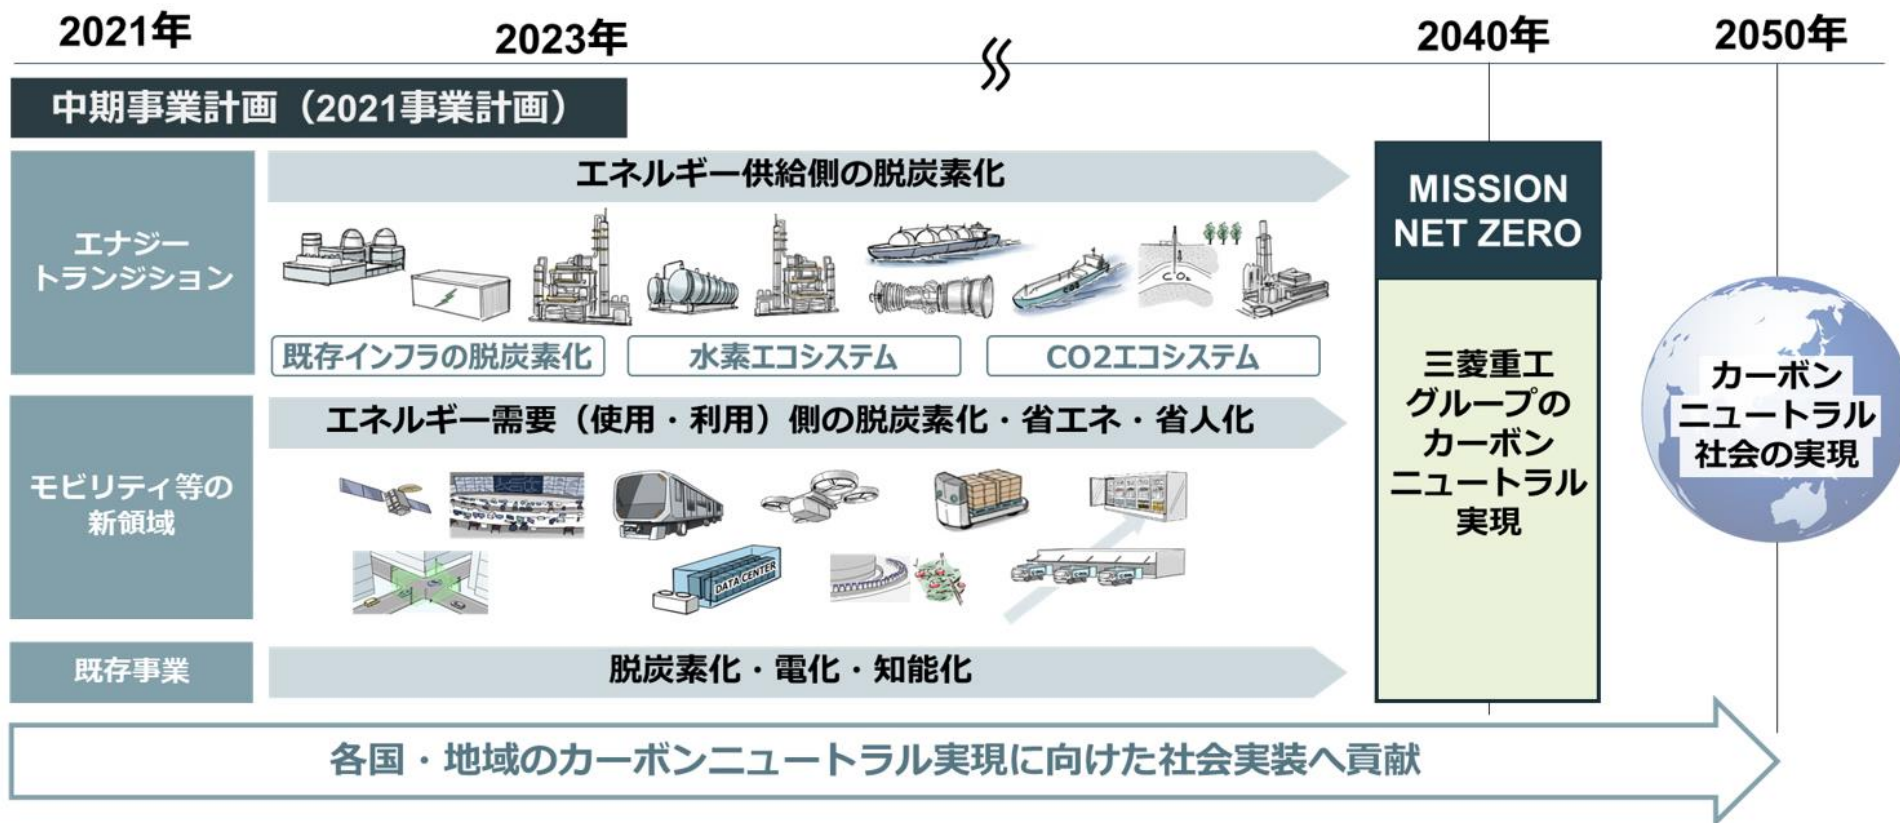 2021年
2023年
2040年
2050年
中期事業計画（2021事業計画）
エナジー
トランジション
エネルギー供給側の脱炭素化
CO₂
既存インフラの脱炭素化
水素エコシステム
CO2エコシステム
モビリティ等の
新領域
エネルギー需要（使用・利用）側の脱炭素化・省エネ・省人化
DATA CENTER
既存事業
脱炭素化・電化・知能化
MISSION
NET ZERO
三菱重工
グループの
カーボン
ニュートラル
実現
カーボン
ニュートラル
社会の実現
各国・地域のカーボンニュートラル実現に向けた社会実装へ貢献